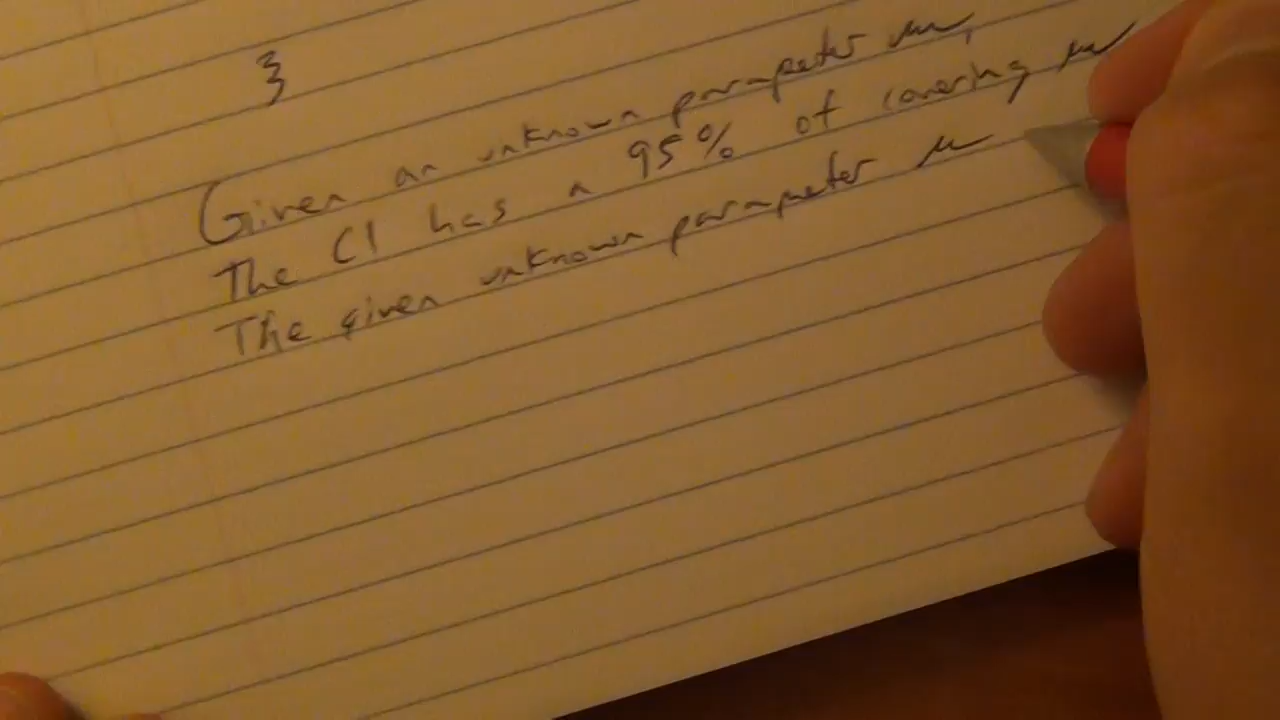 3
Given an unknown parameter μ,
The CI has a 95% of covering μ
The given unknown parameter μ